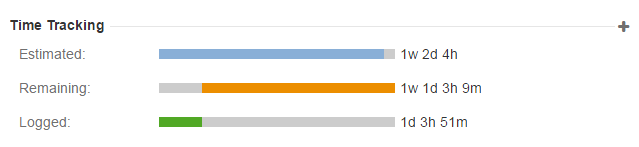 Time Tracking
Estimated: 1w 2d 4h
Remaining: 1w 1d 3h 9m
Logged: 1d 3h 51m